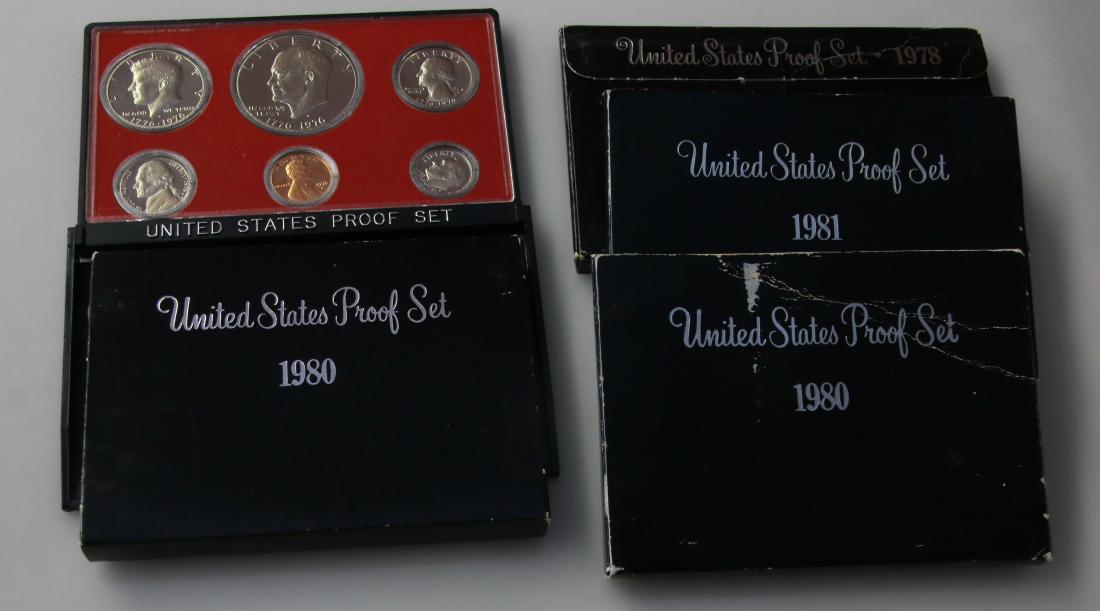 LIBERTY
IN GOD WE TRUST
1776-1976
LIBERTY
IN GOD WE
TRUST
1776-1976
LIBERTY
1776-1976
LIBERTY
UNITED STATES PROOF SET
United States Proof Set
1980
United States Proof Set - 1978
United States Proof Set
1981
United States Proof Set
1980